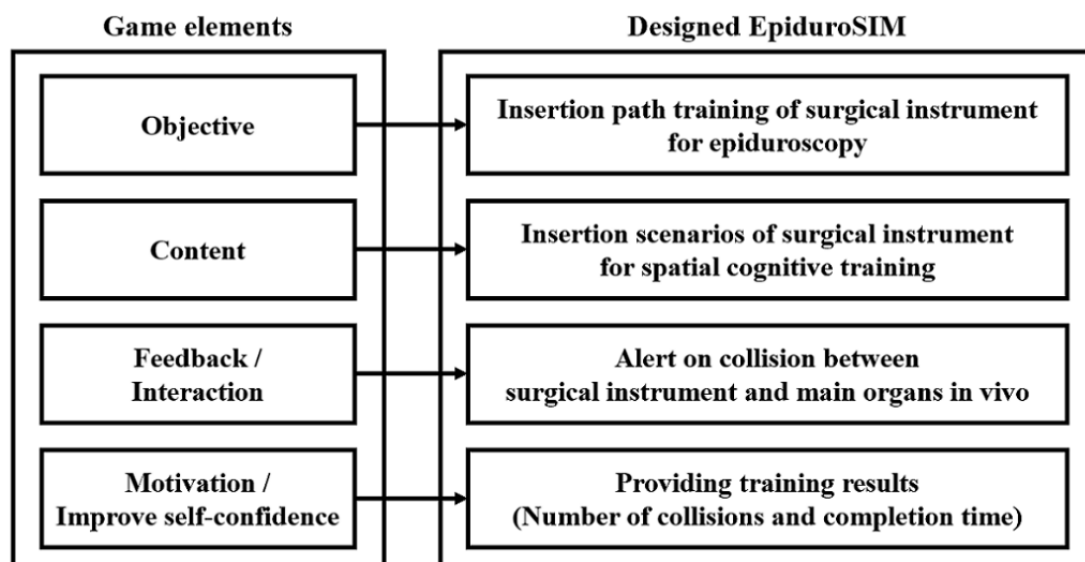 Game elements
Designed EpiduroSIM
Objective
Insertion path training of surgical instrument
for epiduroscopy
Content
Insertion scenarios of surgical instrument
for spatial cognitive training
Feedback /
Interaction
Alert on collision between
surgical instrument and main organs in vivo
Motivation /
Improve self-confidence
Providing training results
(Number of collisions and completion time)